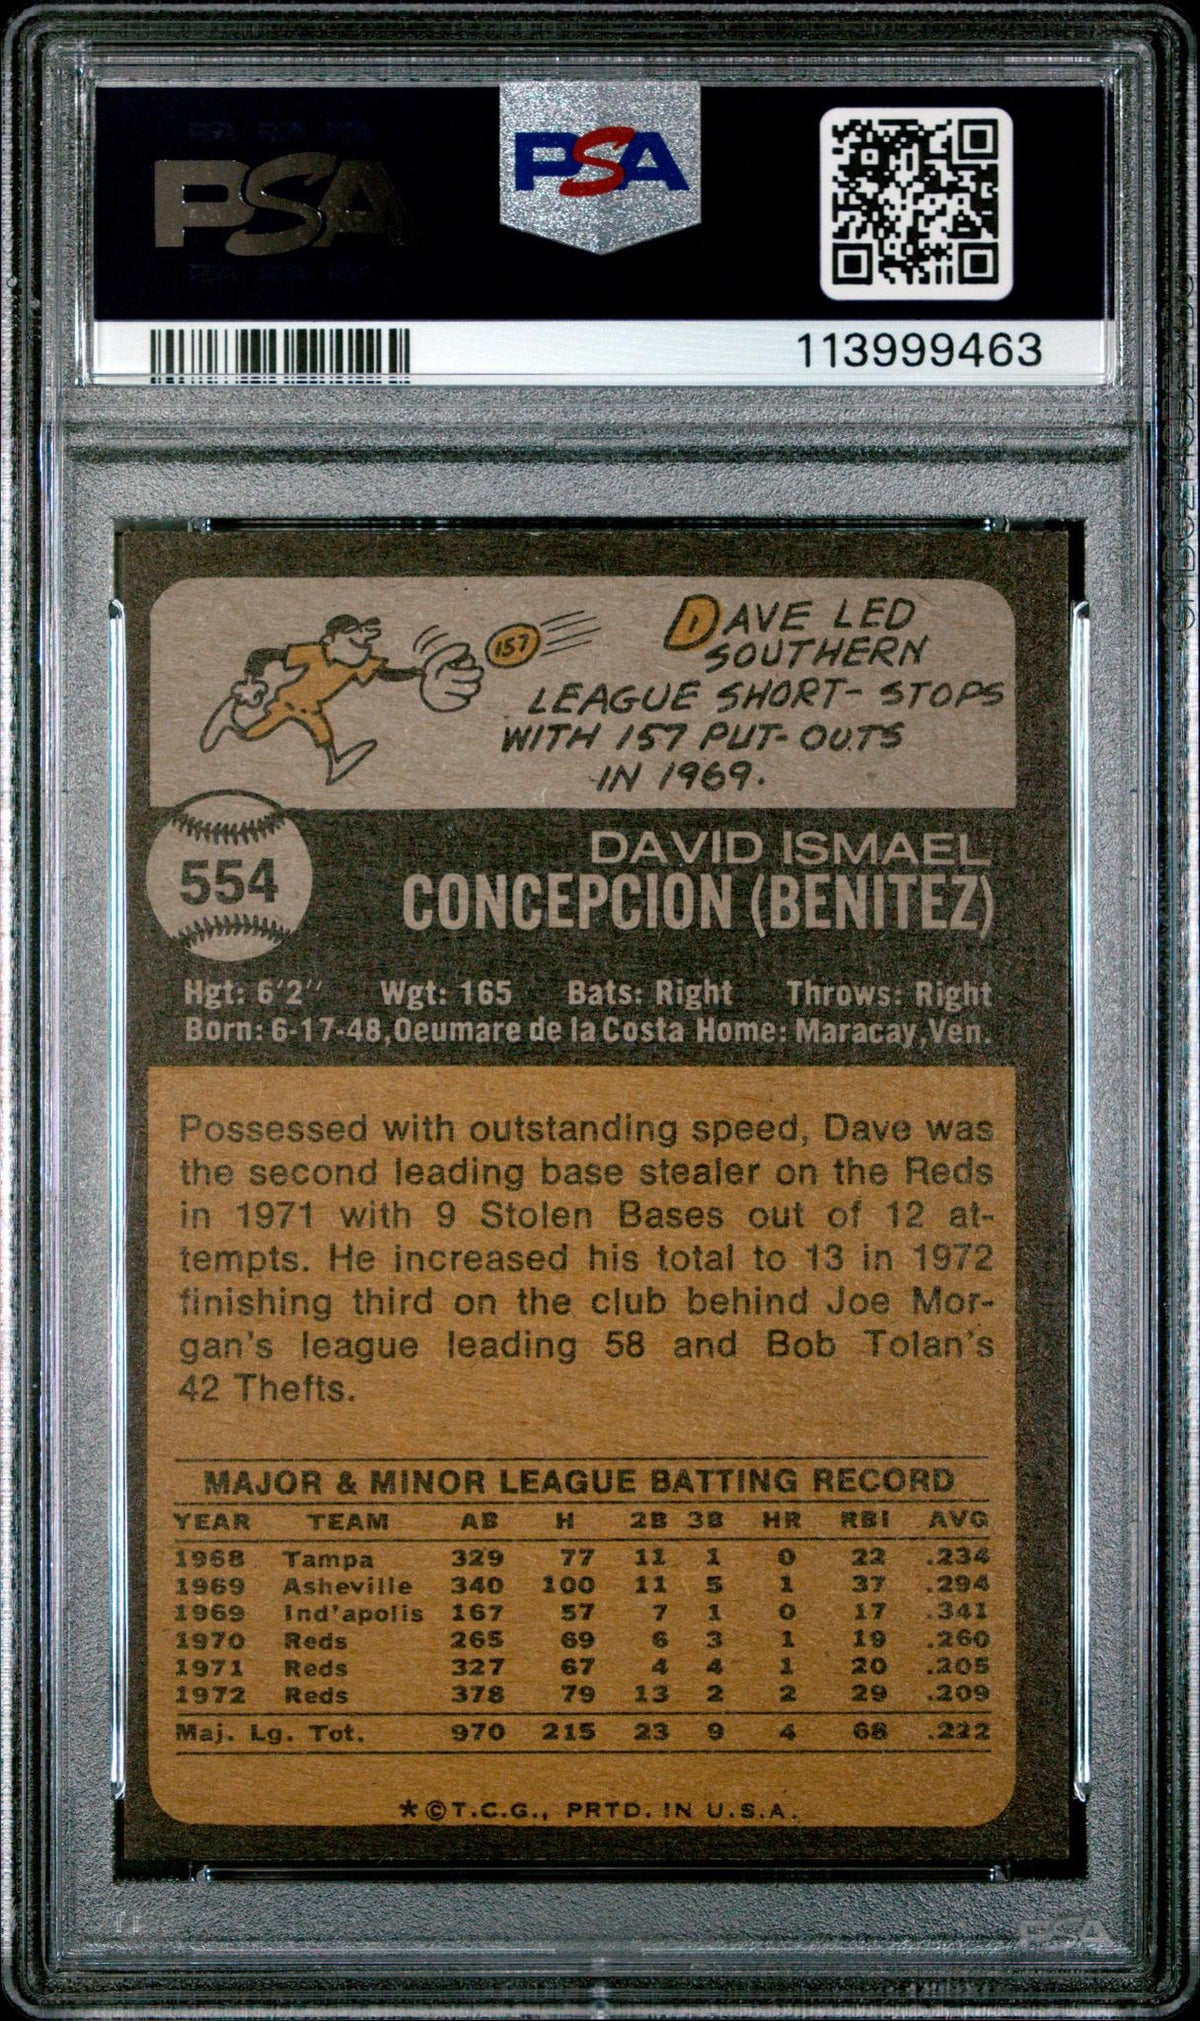 PSA
PSA
113999463
157
DAVE LED
SOUTHERN
LEAGUE SHORT- STOPS
WITH 157 PUT-OUTS
IN 1969.
554
DAVID ISMAEL
CONCEPCION (BENITEZ)
Hgt: 6'2'' Wgt: 165 Bats: Right Throws: Right
Born: 6-17-48, Oeumare de la Costa Home: Maracay, Ven.
Possessed with outstanding speed, Dave was
the second leading base stealer on the Reds
in 1971 with 9 Stolen Bases out of 12 at-
tempts. He increased his total to 13 in 1972
finishing third on the club behind Joe Mor-
gan's league leading 58 and Bob Tolan's
42 Thefts.
MAJOR & MINOR LEAGUE BATTING RECORD
YEAR TEAM AB H 2B 3B HR RBI AVG
1968 Tampa 329 77 11 1 0 22 .234
1969 Asheville 340 100 11 5 1 37 .294
1969 Ind'apolis 167 57 7 1 0 17 .341
1970 Reds 265 69 6 3 1 19 .260
1971 Reds 327 67 4 4 1 20 .205
1972 Reds 378 79 13 2 2 29 .209
Maj. Lg. Tot. 970 215 23 9 4 68 .222
*©T.C.G., PRTD. IN U.S.A.
PSA